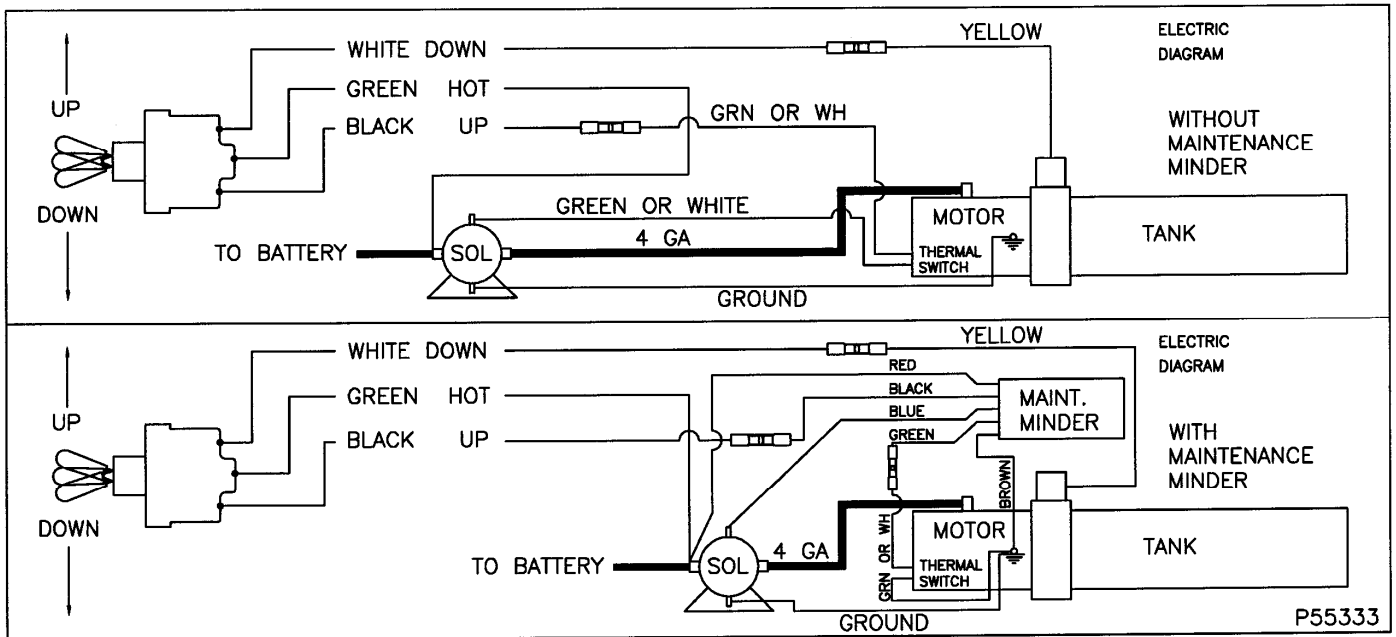 WHITE DOWN
YELLOW
ELECTRIC
DIAGRAM
UP
GREEN HOT
BLACK UP
GRN OR WH
WITHOUT
MAINTENANCE
MINDER
DOWN
GREEN OR WHITE
MOTOR
TANK
TO BATTERY
SOL
4 GA
THERMAL
SWITCH
GROUND
WHITE DOWN
YELLOW
ELECTRIC
DIAGRAM
RED
UP
GREEN HOT
BLACK
MAINT.
MINDER
BLUE
BLACK UP
GREEN
WITH
MAINTENANCE
MINDER
BROWN
DOWN
MOTOR
TANK
GRN OR WH
TO BATTERY
SOL
4 GA
THERMAL
SWITCH
GROUND
P55333